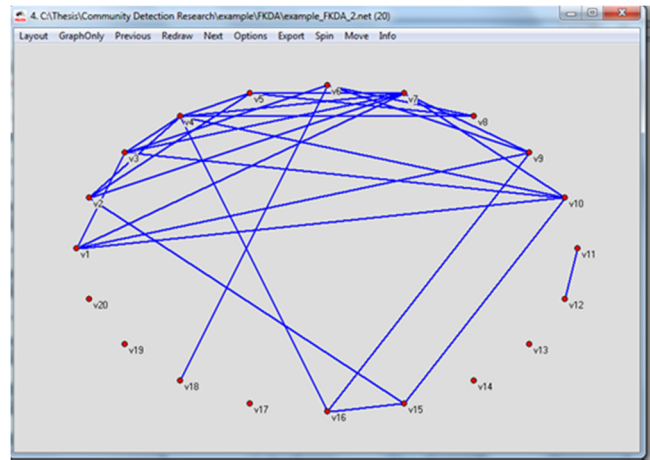 4. C:\Thesis\Community Detection Research\example\FKDA\example_FKDA_2.net (20)
Layout GraphOnly Previous Redraw Next Options Export Spin Move Info
v6
v5 v7
v4 v8
v3 v9
v2 v10
v1 v11
v20 v12
v19 v13
v18 v14
v17 v15
v16